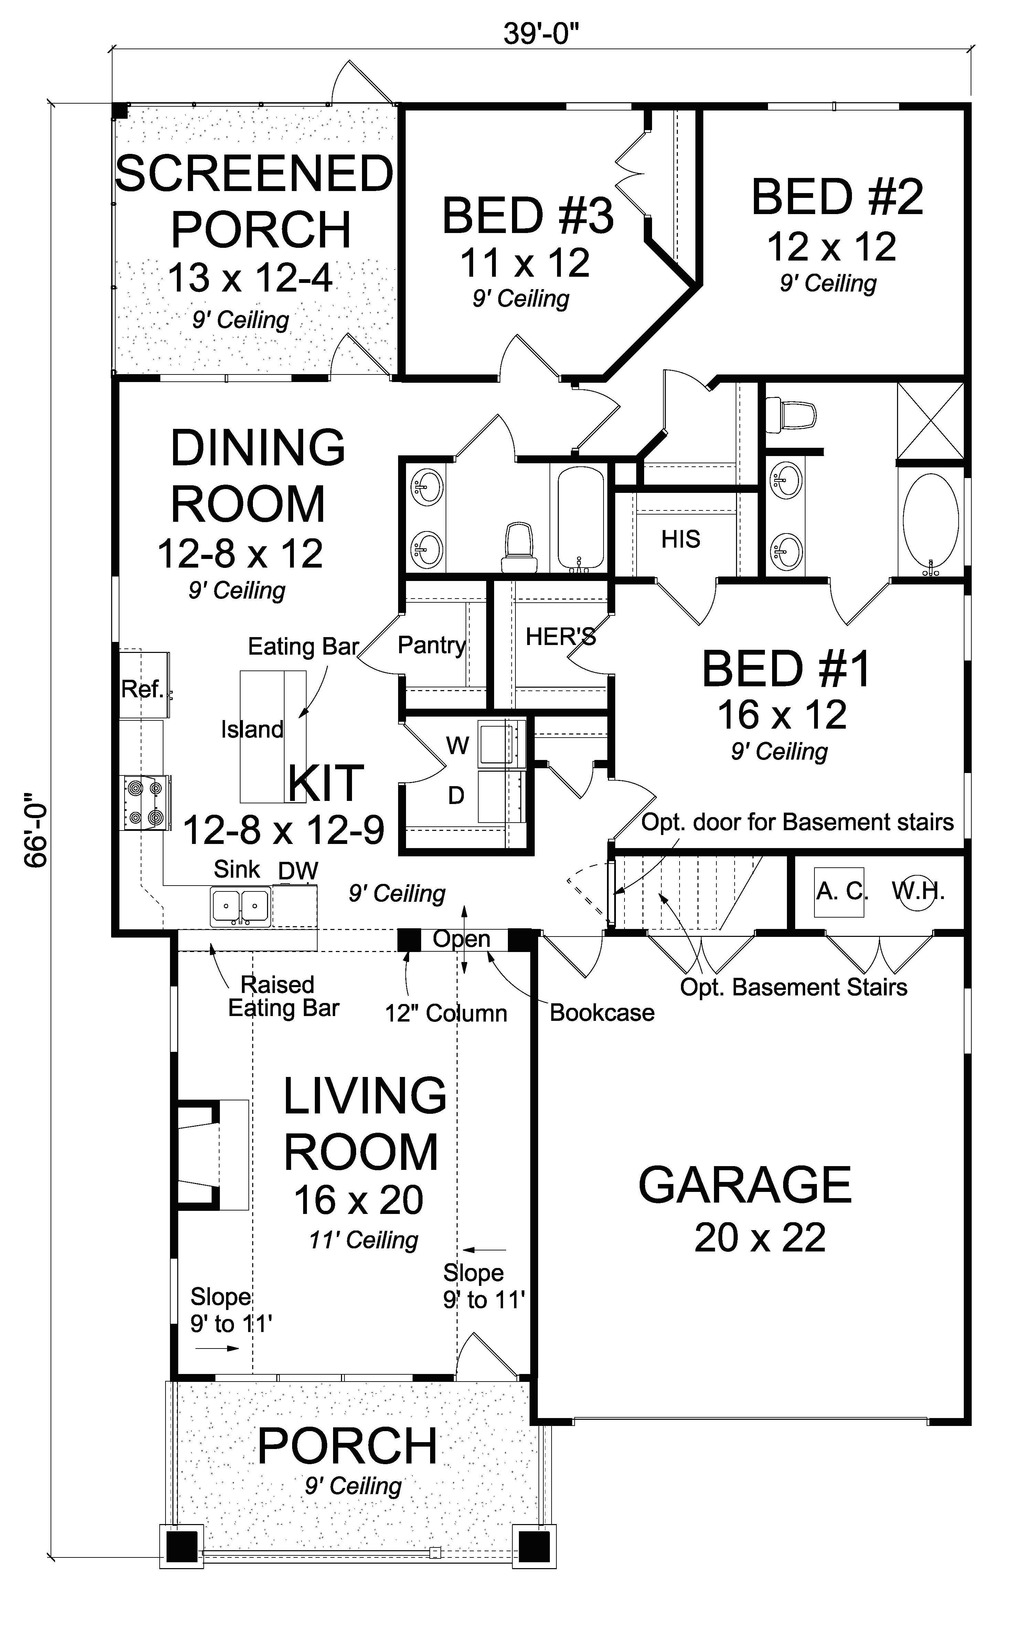 39'-0"
66'-0"
SCREENED
PORCH
13 x 12-4
9' Ceiling
BED #3
11 x 12
9' Ceiling
BED #2
12 x 12
9' Ceiling
DINING
ROOM
12-8 x 12
9' Ceiling
HIS
Eating Bar
Pantry
HER'S
BED #1
16 x 12
9' Ceiling
Ref.
Island
W
D
KIT
12-8 x 12-9
9' Ceiling
Sink
DW
Opt. door for Basement stairs
A. C.
W.H.
Open
Raised
Eating Bar
12" Column
Bookcase
Opt. Basement Stairs
LIVING
ROOM
16 x 20
11' Ceiling
Slope
9' to 11'
Slope
9' to 11'
GARAGE
20 x 22
PORCH
9' Ceiling